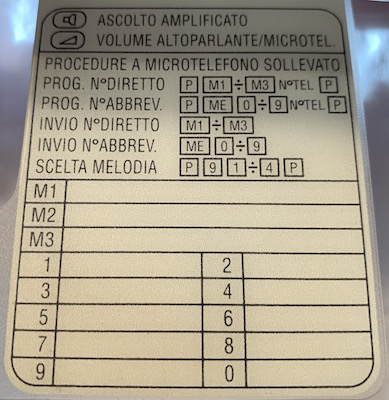 ASCOLTO AMPLIFICATO
VOLUME ALTOPARLANTE/MICROTEL.
PROCEDURE A MICROTELEFONO SOLLEVATO
PROG. N°DIRETTO P M1 ÷ M3 N°TEL P
PROG. N°ABBREV. P ME 0 ÷ 9 N°TEL P
INVIO N°DIRETTO M1 ÷ M3
INVIO N°ABBREV. ME 0 ÷ 9
SCELTA MELODIA P 9 1 ÷ 4 P
M1
M2
M3
1 2
3 4
5 6
7 8
9 0